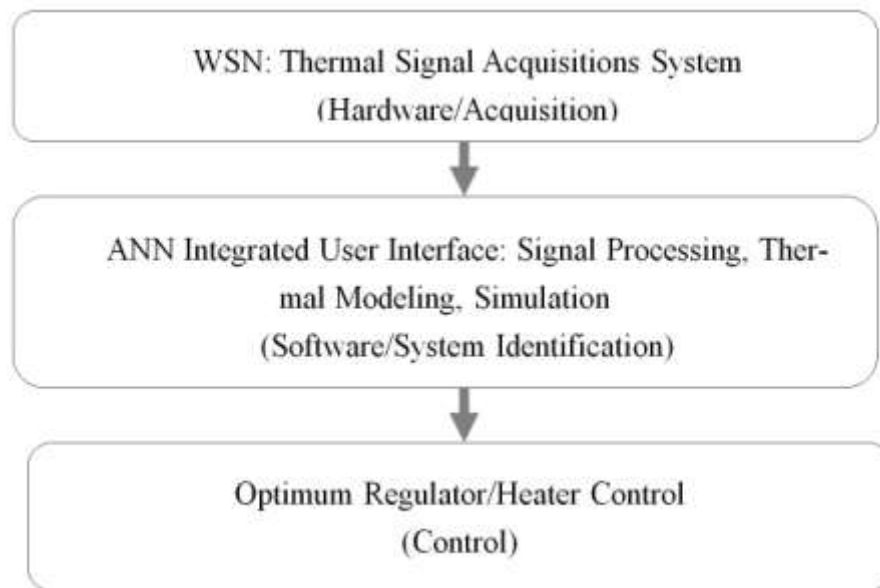 WSN: Thermal Signal Acquisitions System
(Hardware/Acquisition)
ANN Integrated User Interface: Signal Processing, Ther-
mal Modeling, Simulation
(Software/System Identification)
Optimum Regulator/Heater Control
(Control)